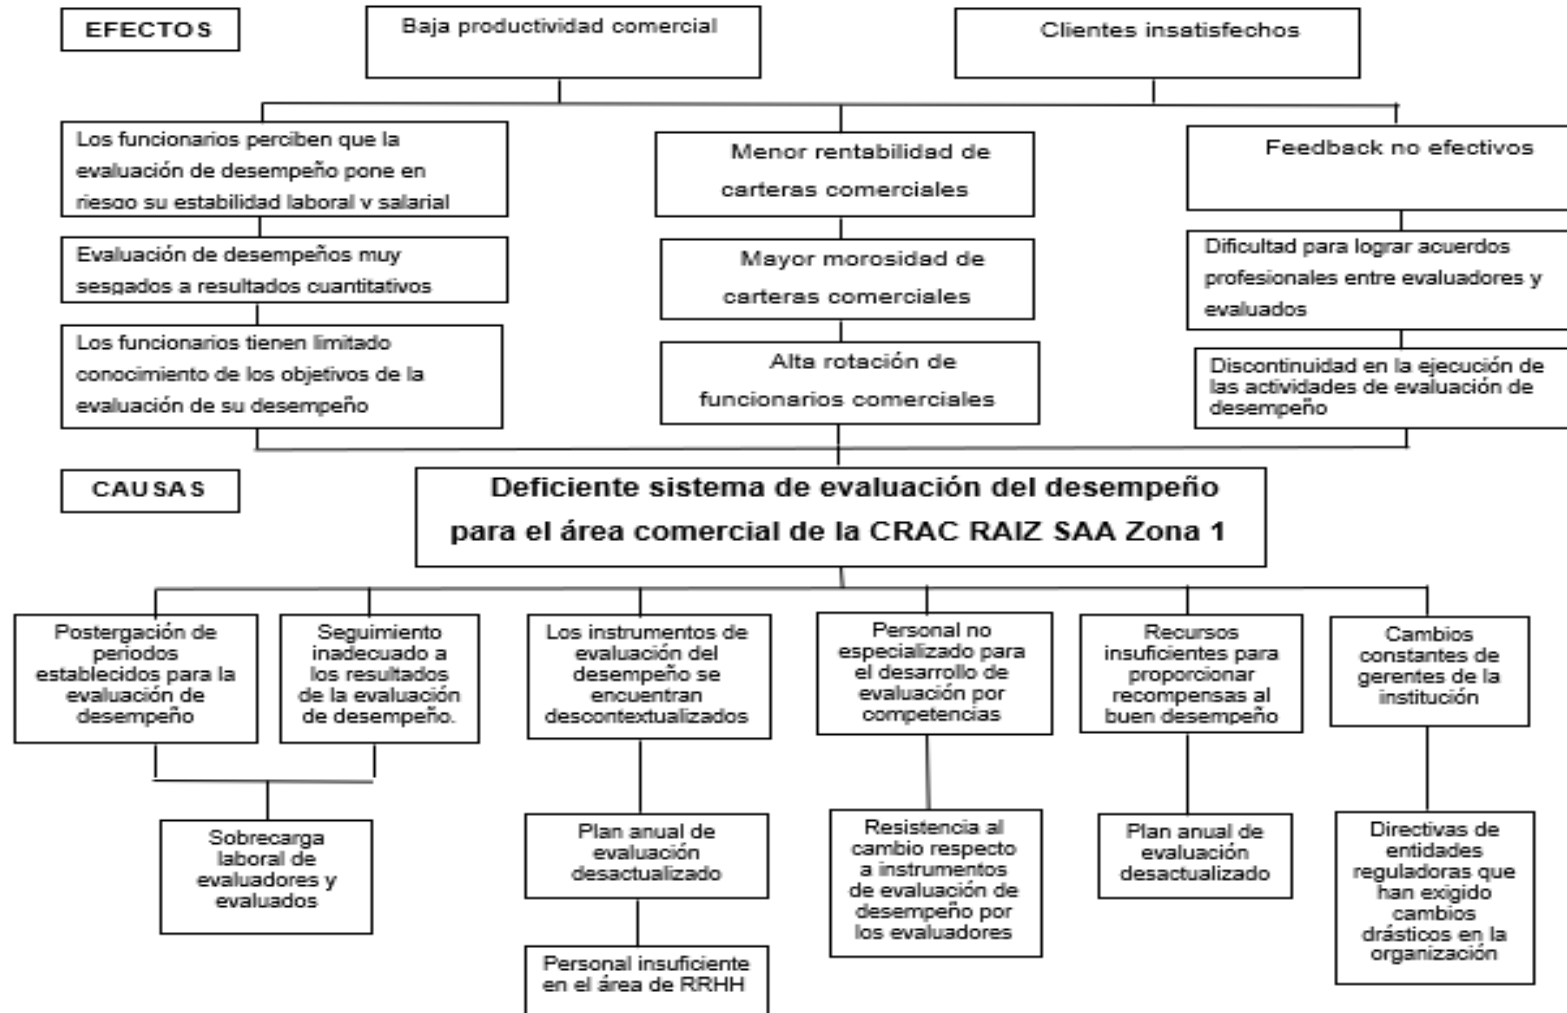 EFECTOS
Baja productividad comercial
Clientes insatisfechos
Los funcionarios perciben que la
evaluación de desempeño pone en
riesgo su estabilidad laboral y salarial
Menor rentabilidad de
carteras comerciales
Feedback no efectivos
Evaluación de desempeños muy
sesgados a resultados cuantitativos
Mayor morosidad de
carteras comerciales
Dificultad para lograr acuerdos
profesionales entre evaluadores y
evaluados
Los funcionarios tienen limitado
conocimiento de los objetivos de la
evaluación de su desempeño
Alta rotación de
funcionarios comerciales
Discontinuidad en la ejecución de
las actividades de evaluación de
desempeño
CAUSAS
Deficiente sistema de evaluación del desempeño
para el área comercial de la CRAC RAIZ SAA Zona 1
Postergación de
periodos
establecidos para la
evaluación de
desempeño
Seguimiento
inadecuado a
los resultados
de la evaluación
de desempeño.
Los instrumentos de
evaluación del
desempeño se
encuentran
descontextualizados
Personal no
especializado para
el desarrollo de
evaluación por
competencias
Recursos
insuficientes para
proporcionar
recompensas al
buen desempeño
Cambios
constantes de
gerentes de la
institución
Sobrecarga
laboral de
evaluadores y
evaluados
Plan anual de
evaluación
desactualizado
Resistencia al
cambio respecto
a instrumentos
de evaluación de
desempeño por
los evaluadores
Plan anual de
evaluación
desactualizado
Directivas de
entidades
reguladoras que
han exigido
cambios
drásticos en la
organización
Personal insuficiente
en el área de RRHH